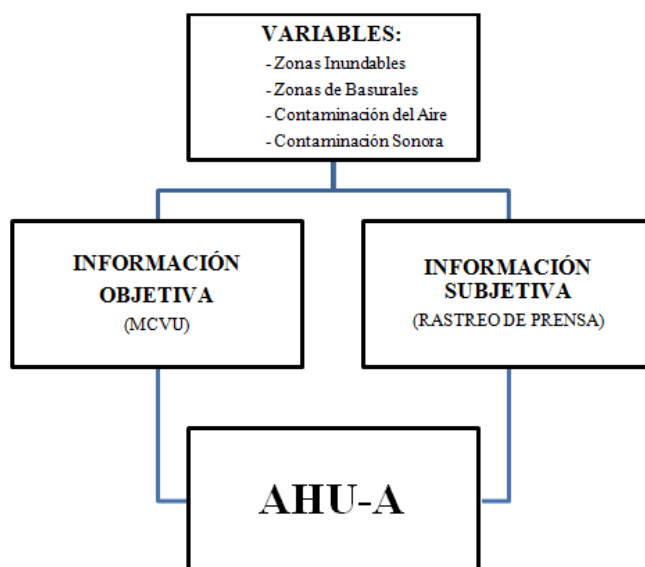 VARIABLES:
- Zonas Inundables
- Zonas de Basurales
- Contaminación del Aire
- Contaminación Sonora
INFORMACIÓN
OBJETIVA
(MCVU)
INFORMACIÓN
SUBJETIVA
(RASTREO DE PRENSA)
AHU-A